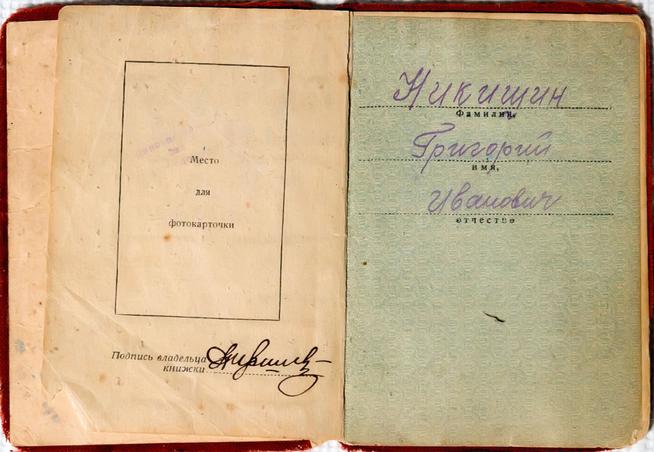 Место
для
фотокарточки
Подпись владельца
книжки
Никишин
Фамилия,
Григорий
имя,
Иванович
отчество